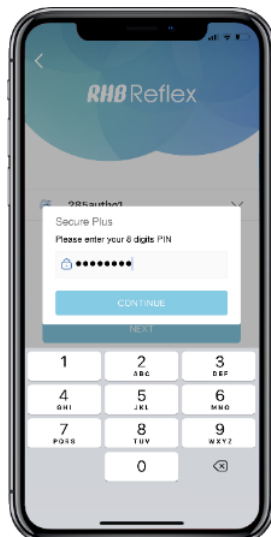 RHB Reflex
285autho1
Secure Plus
Please enter your 8 digits PIN
••••••••
CONTINUE
NEXT
1
2
ABC
3
DEF
4
GHI
5
JKL
6
MNO
7
PQRS
8
TUV
9
WXYZ
0